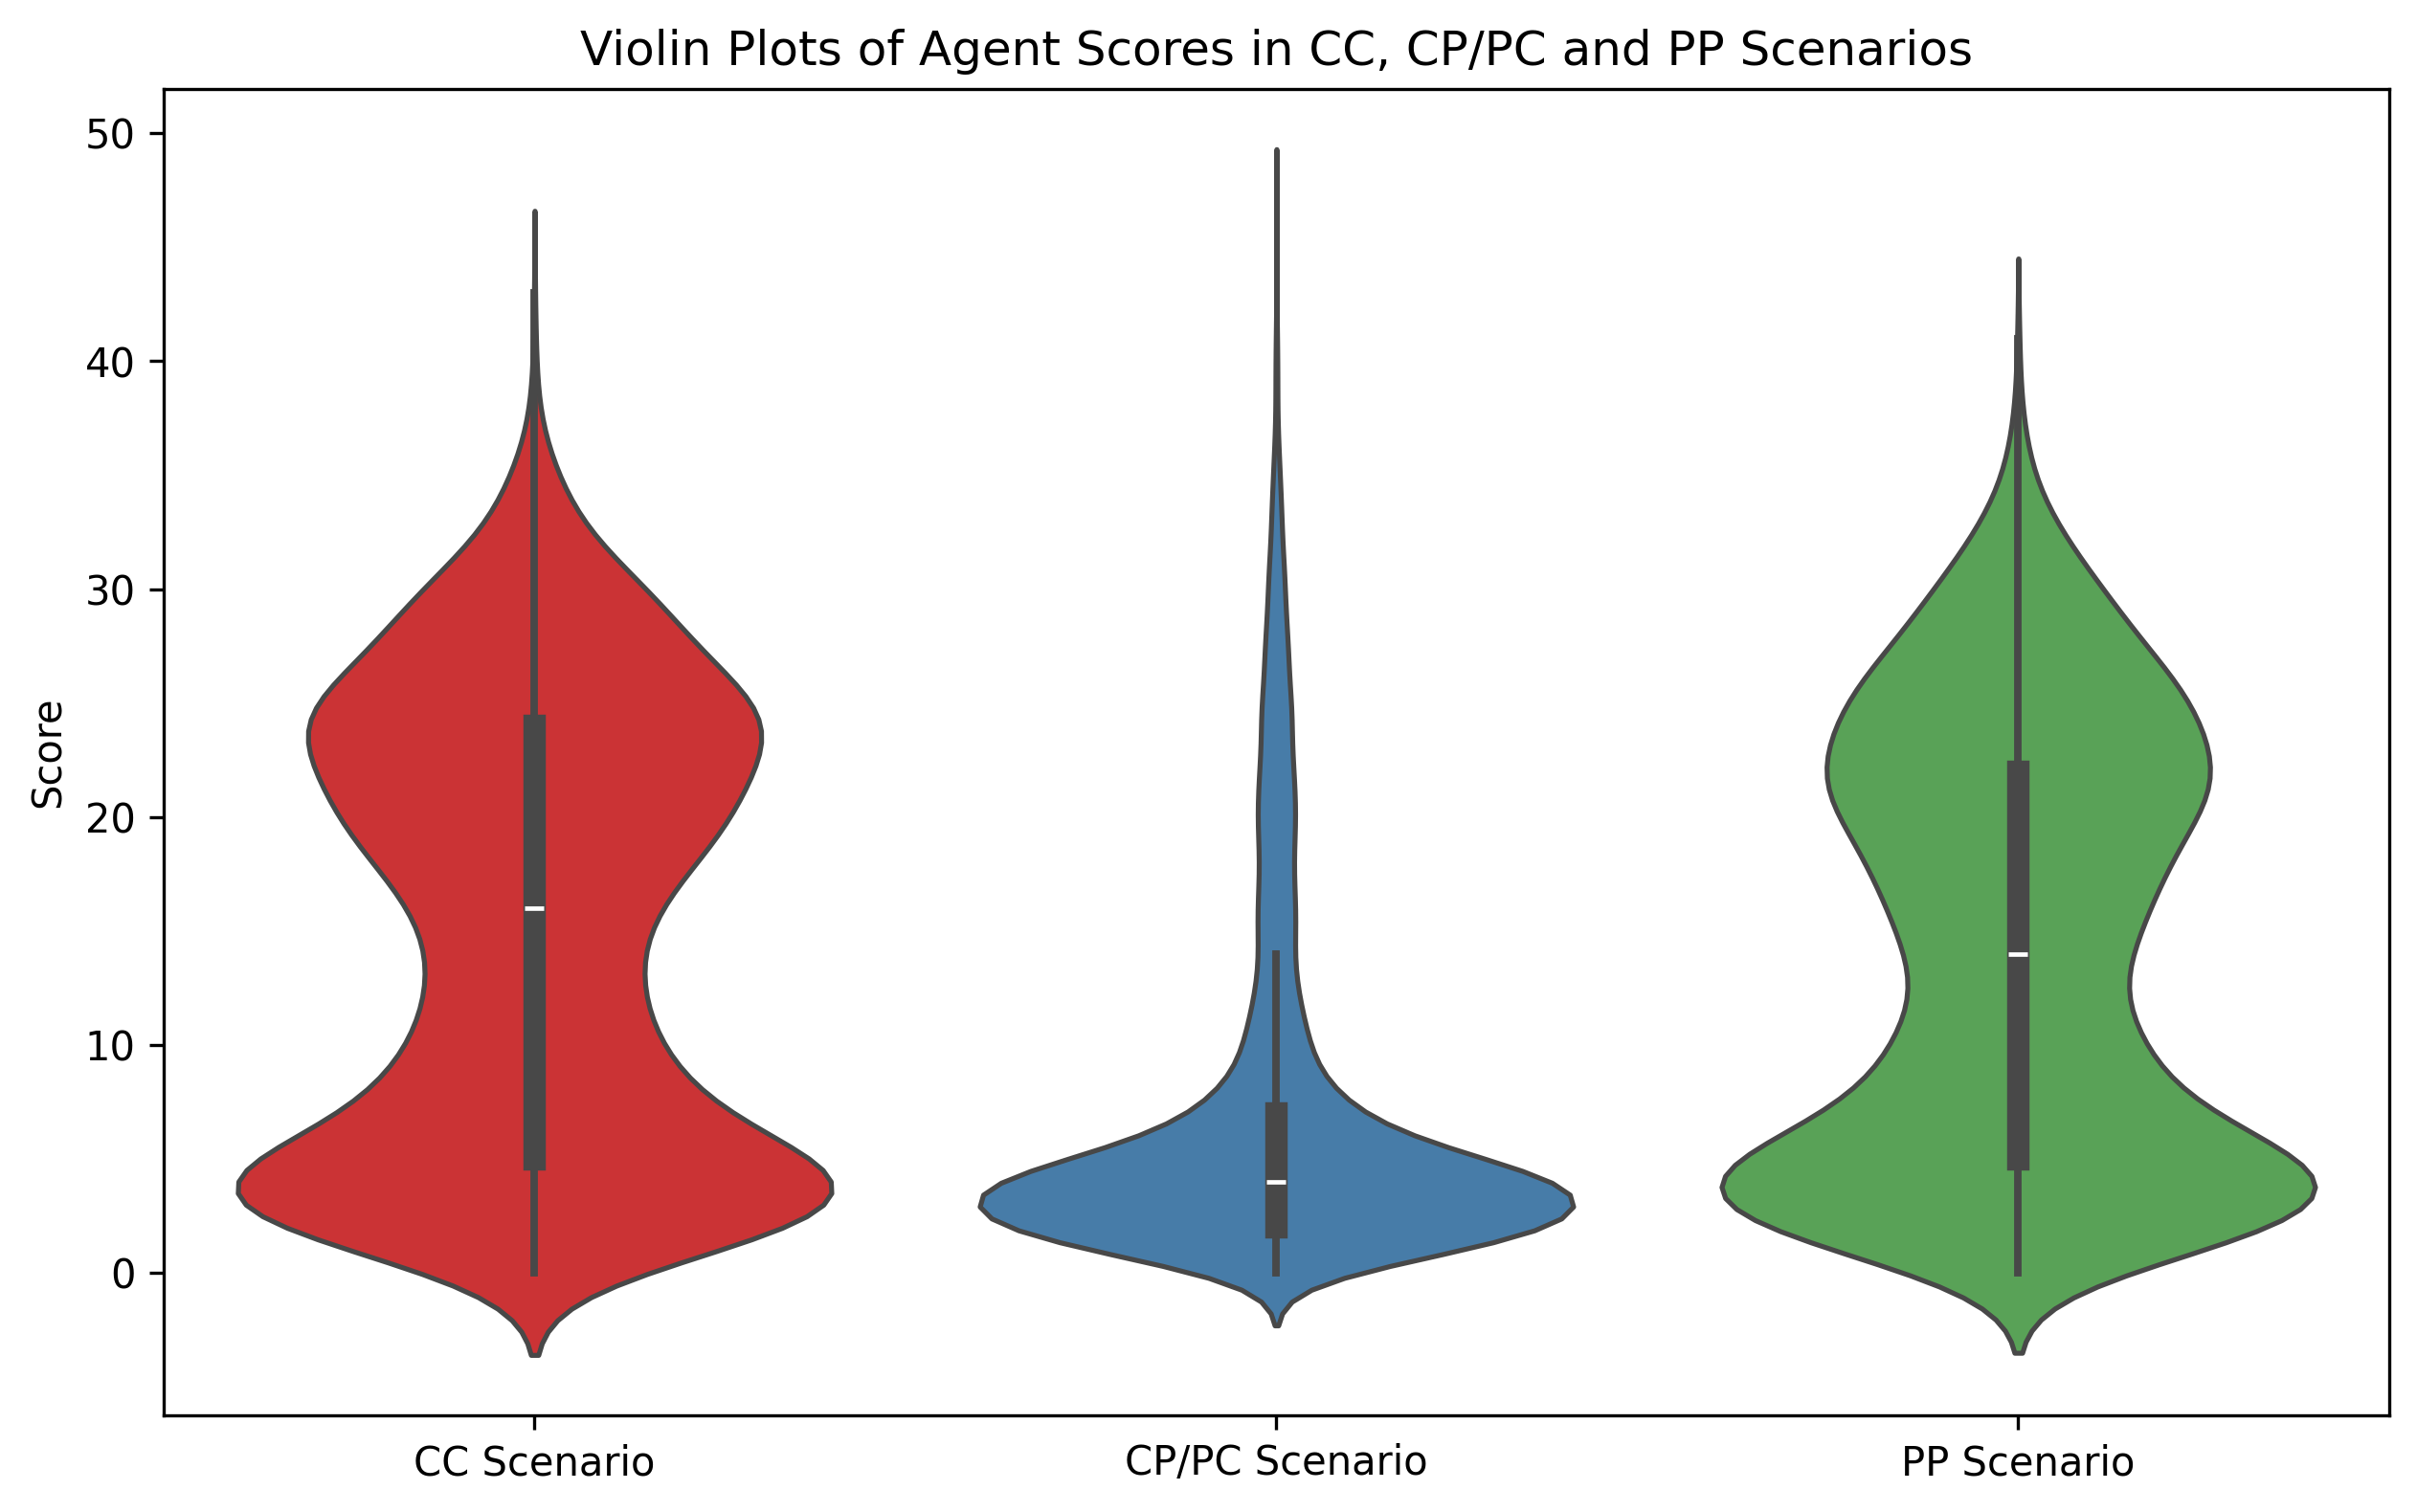 Violin Plots of Agent Scores in CC, CP/PC and PP Scenarios
50
40
30
20
10
0
Score
CC Scenario
CP/PC Scenario
PP Scenario